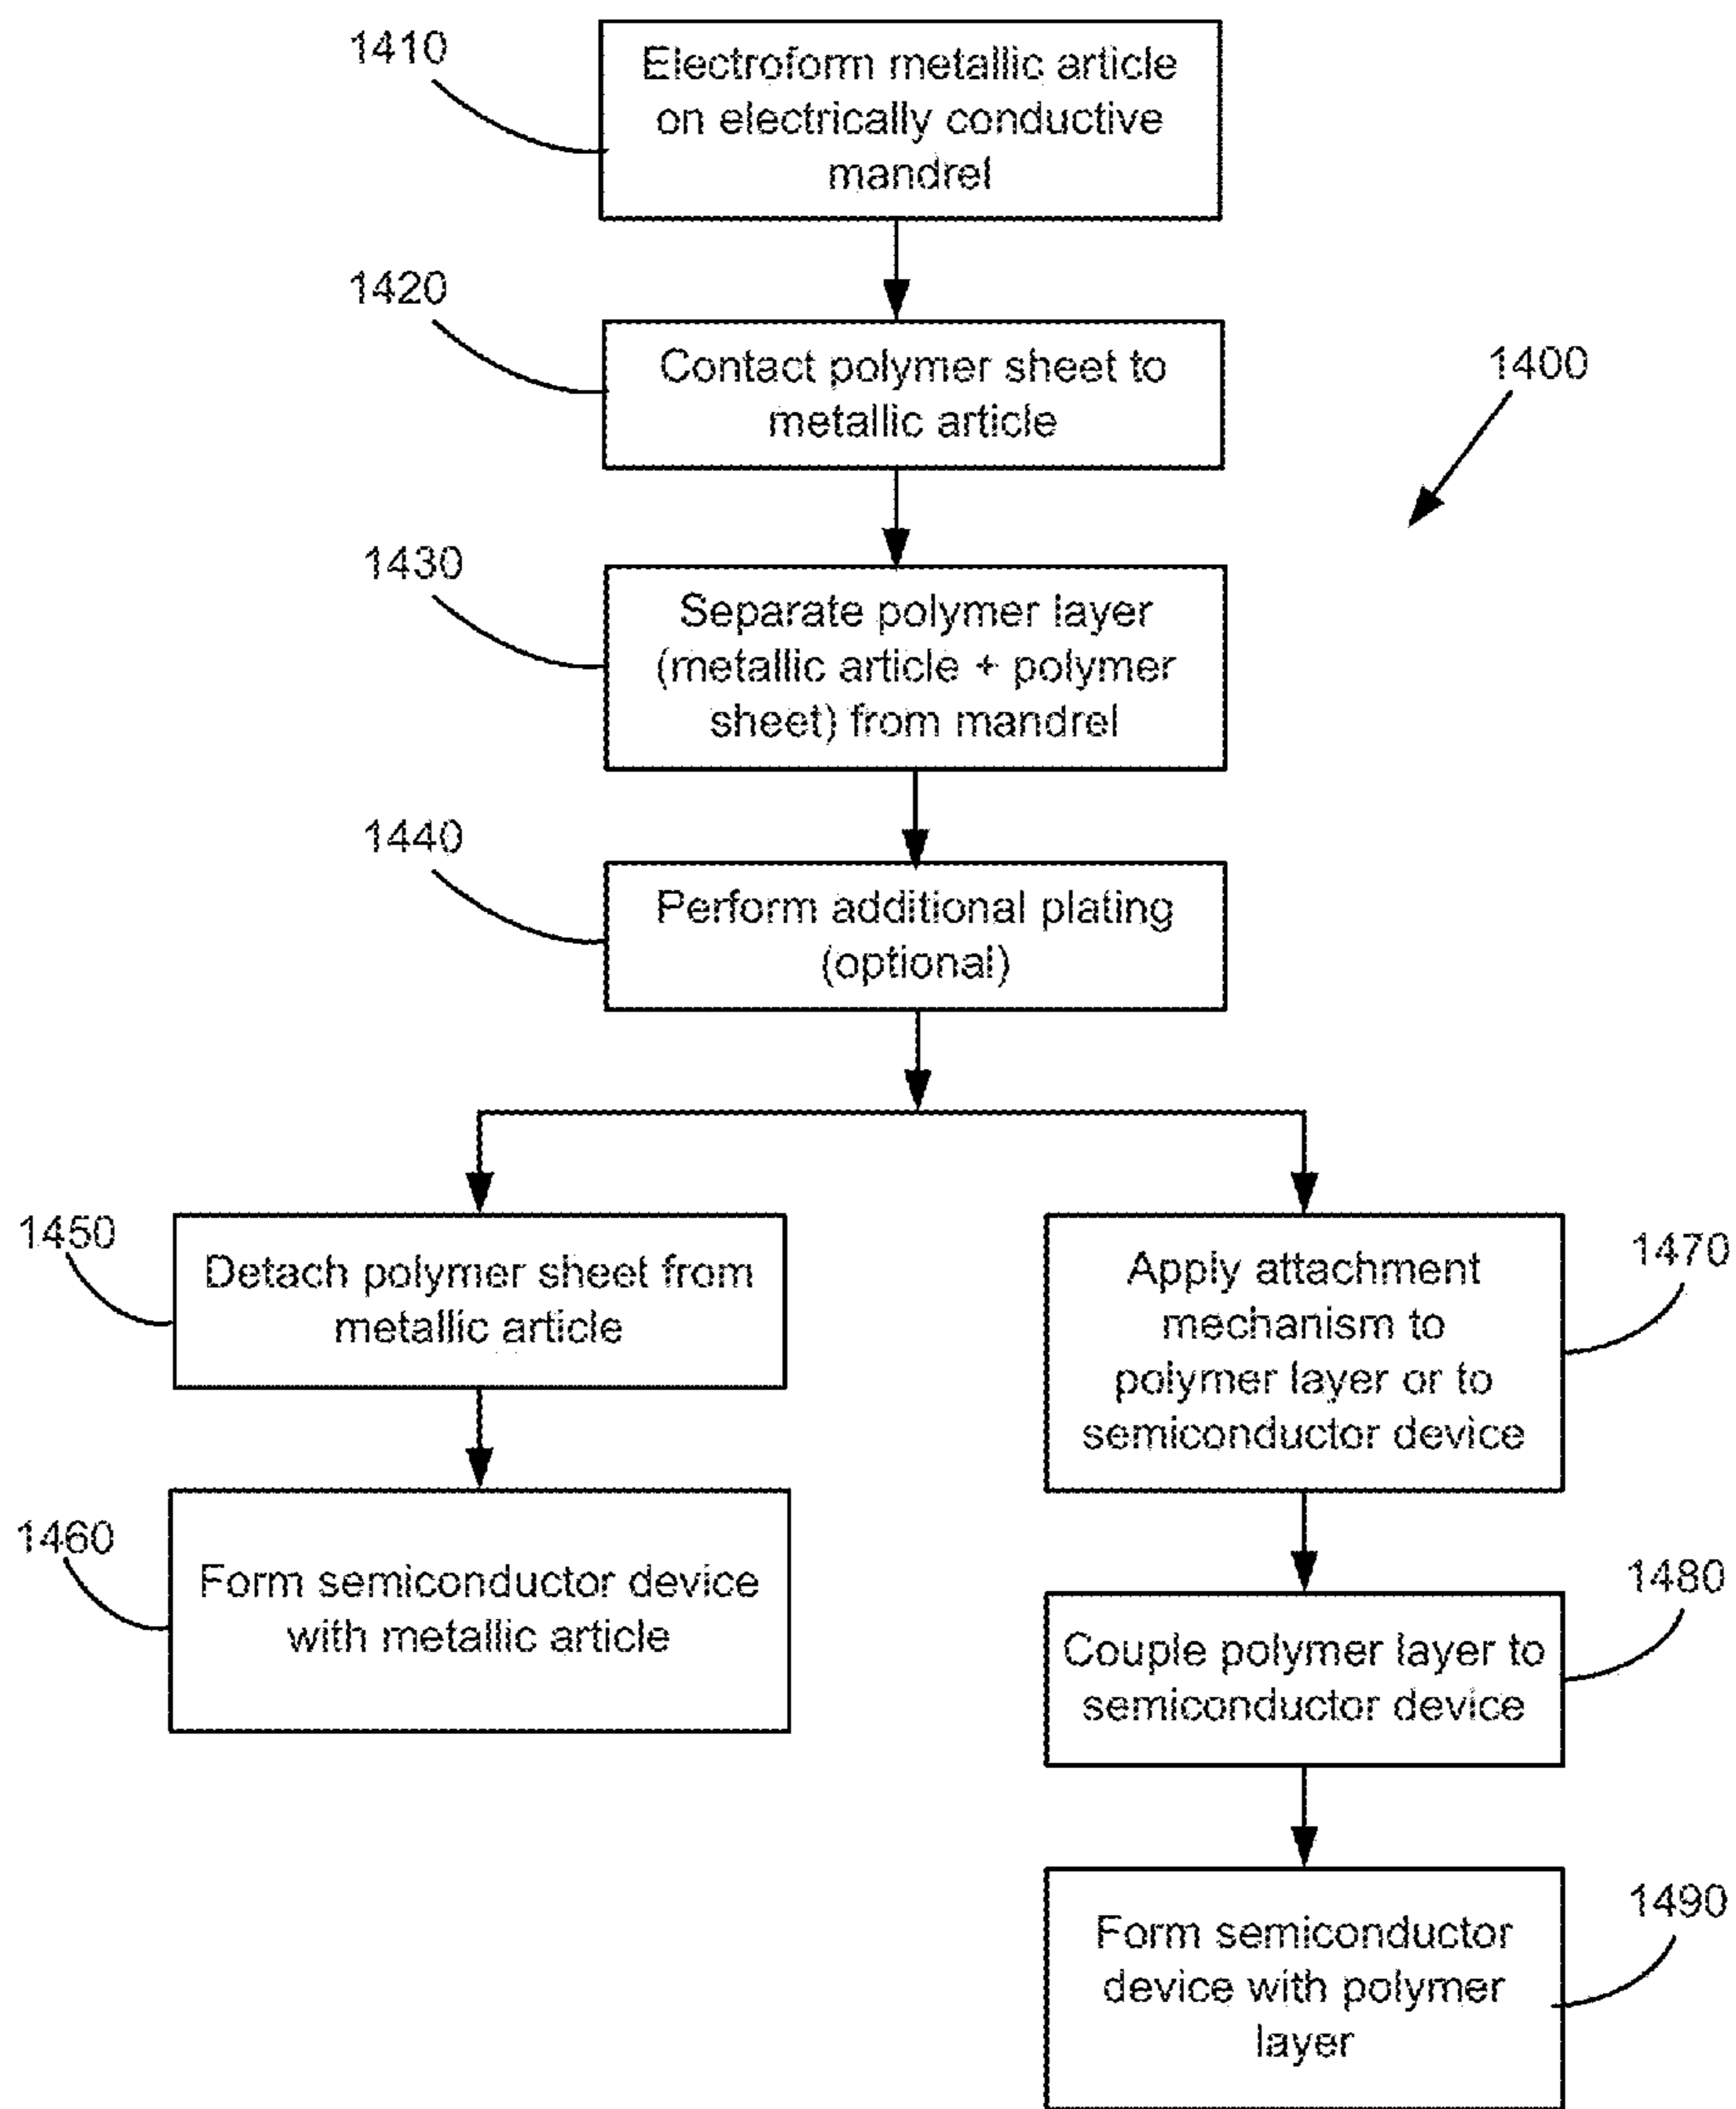 1410
Electroform metallic article
on electrically conductive
mandrel
1420
Contact polymer sheet to
metallic article
1400
1430
Separate polymer layer
(metallic article + polymer
sheet) from mandrel
1440
Perform additional plating
(optional)
1450
Detach polymer sheet from
metallic article
1460
Form semiconductor device
with metallic article
1470
Apply attachment
mechanism to
polymer layer or to
semiconductor device
1480
Couple polymer layer to
semiconductor device
1490
Form semiconductor
device with polymer
layer